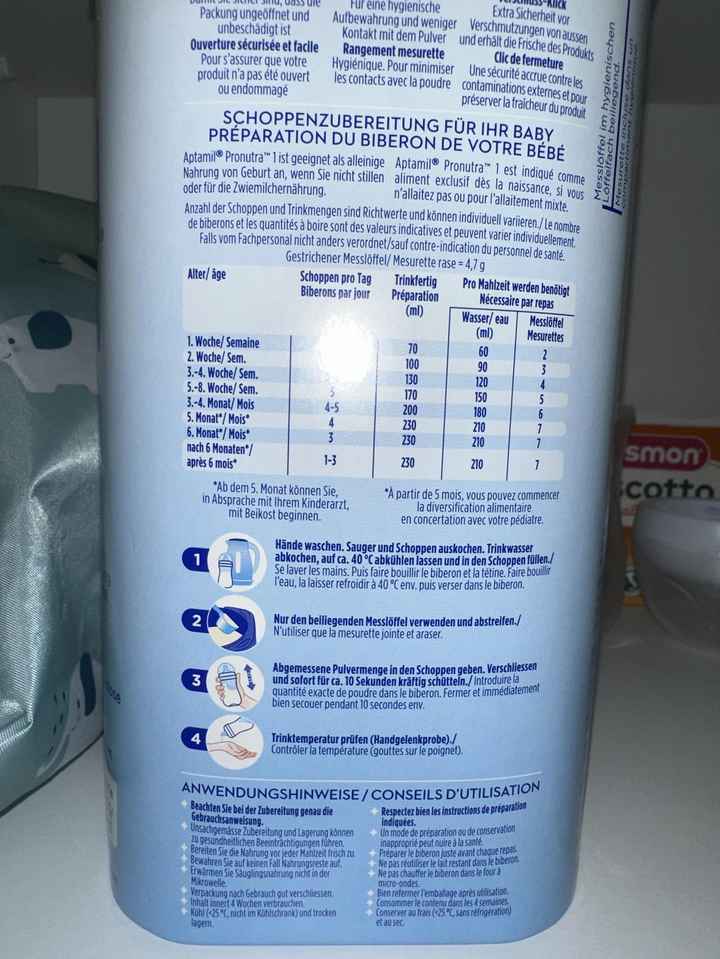 Packung ungeöffnet und
unbeschädigt ist
Ouverture sécurisée et facile
Pour s'assurer que votre
produit n'a pas été ouvert
ou endommagé
Für eine hygienische
Aufbewahrung und weniger
Kontakt mit dem Pulver
Rangement mesurette
Hygiénique. Pour minimiser
les contacts avec la poudre
Extra Sicherheit vor
Verschmutzungen von aussen
und erhält die Frische des Produkts
Clic de fermeture
Une sécurité accrue contre les
contaminations externes et pour
préserver la fraîcheur du produit
Messlöffel im hygienischen
Löffelfach beiliegend.
SCHOPPENZUBEREITUNG FÜR IHR BABY
PRÉPARATION DU BIBERON DE VOTRE BÉBÉ
Aptamil® Pronutra™ 1 ist geeignet als alleinige
Nahrung von Geburt an, wenn Sie nicht stillen
oder für die Zwiemilchernährung.
Aptamil® Pronutra™ 1 est indiqué comme
aliment exclusif dès la naissance, si vous
n'allaitez pas ou pour l'allaitement mixte.
Anzahl der Schoppen und Trinkmengen sind Richtwerte und können individuell variieren./ Le nombre
de biberons et les quantités à boire sont des valeurs indicatives et peuvent varier individuellement.
Falls vom Fachpersonal nicht anders verordnet/sauf contre-indication du personnel de santé.
Gestrichener Messlöffel/ Mesurette rase = 4,7 g
Alter/ âge Schoppen pro Tag Trinkfertig Pro Mahlzeit werden benötigt
Biberons par jour Préparation Nécessaire par repas
(ml) Wasser/ eau Messlöffel
(ml) Mesurettes
1. Woche/ Semaine 70 60 2
2. Woche/ Sem. 100 90 3
3.-4. Woche/ Sem. 130 120 4
5.-8. Woche/ Sem. 5 170 150 5
3.-4. Monat/ Mois 4-5 200 180 6
5. Monat*/ Mois* 4 230 210 7
6. Monat*/ Mois* 3 230 210 7
nach 6 Monaten*/
après 6 mois* 1-3 230 210 7
*Ab dem 5. Monat können Sie,
in Absprache mit Ihrem Kinderarzt,
mit Beikost beginnen.
*À partir de 5 mois, vous pouvez commencer
la diversification alimentaire
en concertation avec votre pédiatre.
1 Hände waschen. Sauger und Schoppen auskochen. Trinkwasser
abkochen, auf ca. 40 °C abkühlen lassen und in den Schoppen füllen./
Se laver les mains. Puis faire bouillir le biberon et la tétine. Faire bouillir
l'eau, la laisser refroidir à 40 °C env. puis verser dans le biberon.
2 Nur den beiliegenden Messlöffel verwenden und abstreifen./
N'utiliser que la mesurette jointe et araser.
3 Abgemessene Pulvermenge in den Schoppen geben. Verschliessen
und sofort für ca. 10 Sekunden kräftig schütteln./ Introduire la
quantité exacte de poudre dans le biberon. Fermer et immédiatement
bien secouer pendant 10 secondes env.
4 Trinktemperatur prüfen (Handgelenkprobe)./
Contrôler la température (gouttes sur le poignet).
ANWENDUNGSHINWEISE / CONSEILS D'UTILISATION
Beachten Sie bei der Zubereitung genau die
Gebrauchsanweisung.
Unsachgemässe Zubereitung und Lagerung können
zu gesundheitlichen Beeinträchtigungen führen.
Bereiten Sie die Nahrung vor jeder Mahlzeit frisch zu.
Bewahren Sie auf keinen Fall Nahrungsreste auf.
Erwärmen Sie Säuglingsnahrung nicht in der
Mikrowelle.
Verpackung nach Gebrauch gut verschliessen.
Inhalt innert 4 Wochen verbrauchen.
Kühl (<25 °C, nicht im Kühlschrank) und trocken
lagern.
Respectez bien les instructions de préparation
indiquées.
Un mode de préparation ou de conservation
inapproprié peut nuire à la santé.
Préparer le biberon juste avant chaque repas.
Ne pas réutiliser le lait restant dans le biberon.
Ne pas chauffer le biberon dans le four à
micro-ondes.
Bien refermer l'emballage après utilisation.
Consommer le contenu dans les 4 semaines.
Conserver au frais (<25 °C, sans réfrigération)
et au sec.
smon
cotto